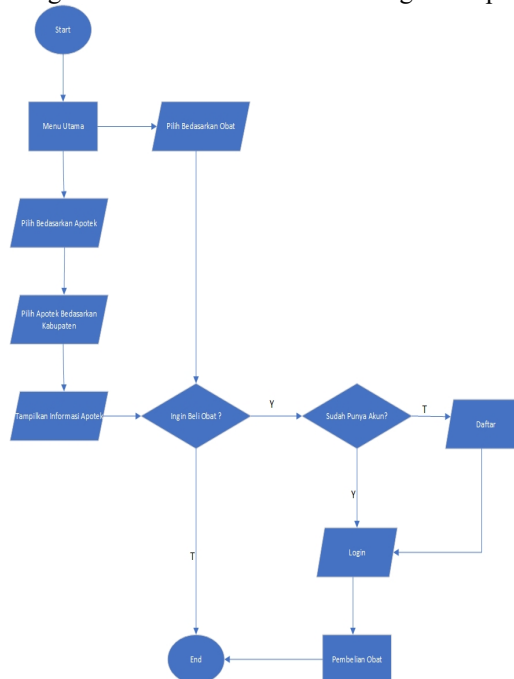 Start
Menu Utama
Pilih Bedasarkan Obat
Pilih Bedasarkan Apotek
Pilih Apotek Bedasarkan
Kabupaten
Tampilkan Informasi Apotek
Ingin Beli Obat ?
Y
Sudah Punya Akun?
T
Daftar
Y
Login
T
End
Pembelian Obat